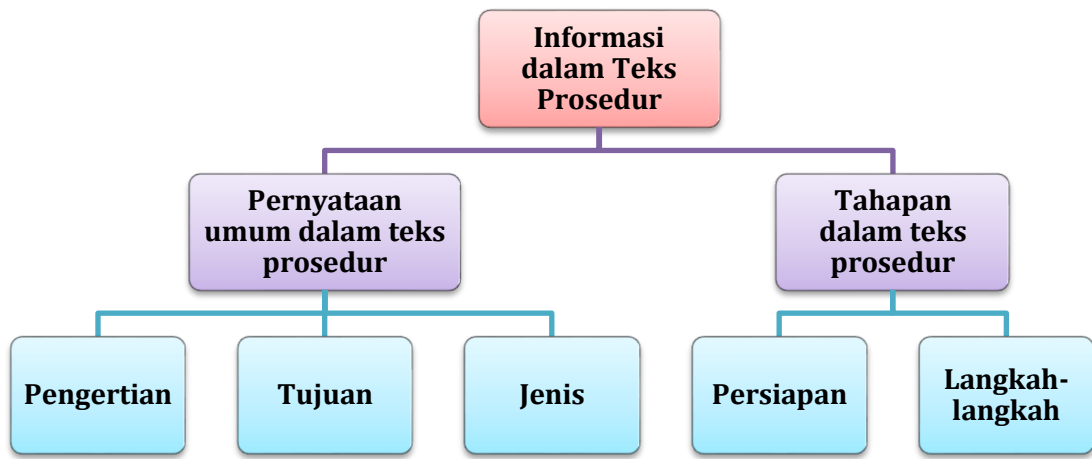 Informasi
dalam Teks
Prosedur
Pernyataan
umum dalam teks
prosedur
Tahapan
dalam teks
prosedur
Pengertian
Tujuan
Jenis
Persiapan
Langkah-
langkah